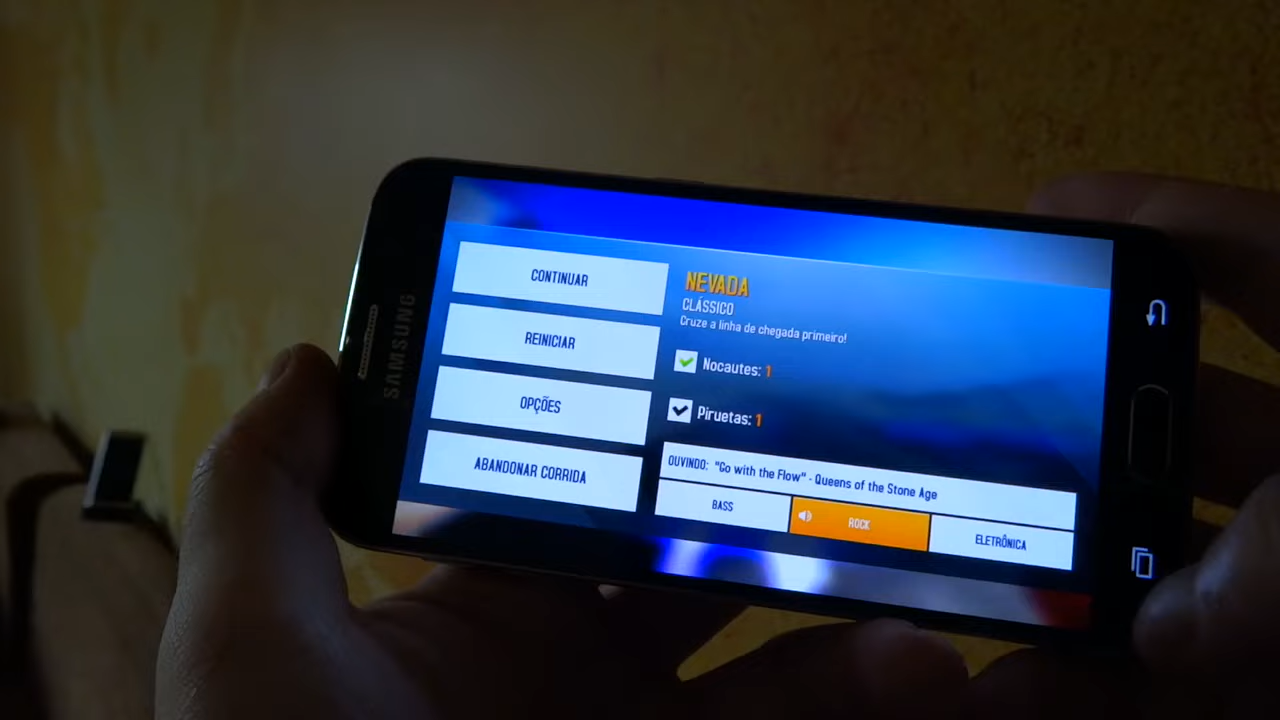 SAMSUNG
CONTINUAR
REINICIAR
OPÇÕES
ABANDONAR CORRIDA
NEVADA
CLÁSSICO
Cruze a linha de chegada primeiro!
Nocautes: 1
Piruetas: 1
OUVINDO: "Go with the Flow" - Queens of the Stone Age
BASS
ROCK
ELETRÔNICA